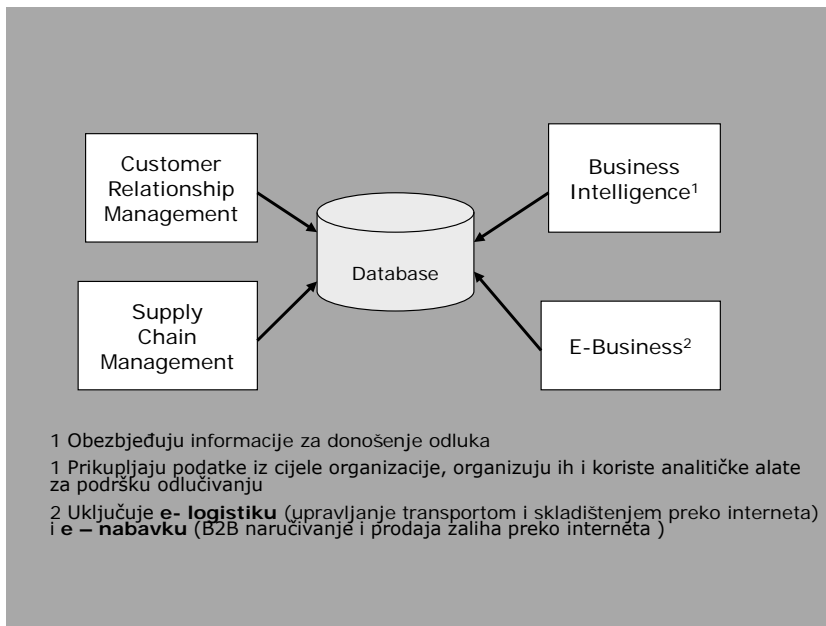 Customer
Relationship
Management
Business
Intelligence¹
Database
Supply
Chain
Management
E-Business²
1 Obezbjeđuju informacije za donošenje odluka
1 Prikupljaju podatke iz cijele organizacije, organizuju ih i koriste analitičke alate
za podršku odlučivanju
2 Uključuje e- logistiku (upravljanje transportom i skladištenjem preko interneta)
i e – nabavku (B2B naručivanje i prodaja zaliha preko interneta )